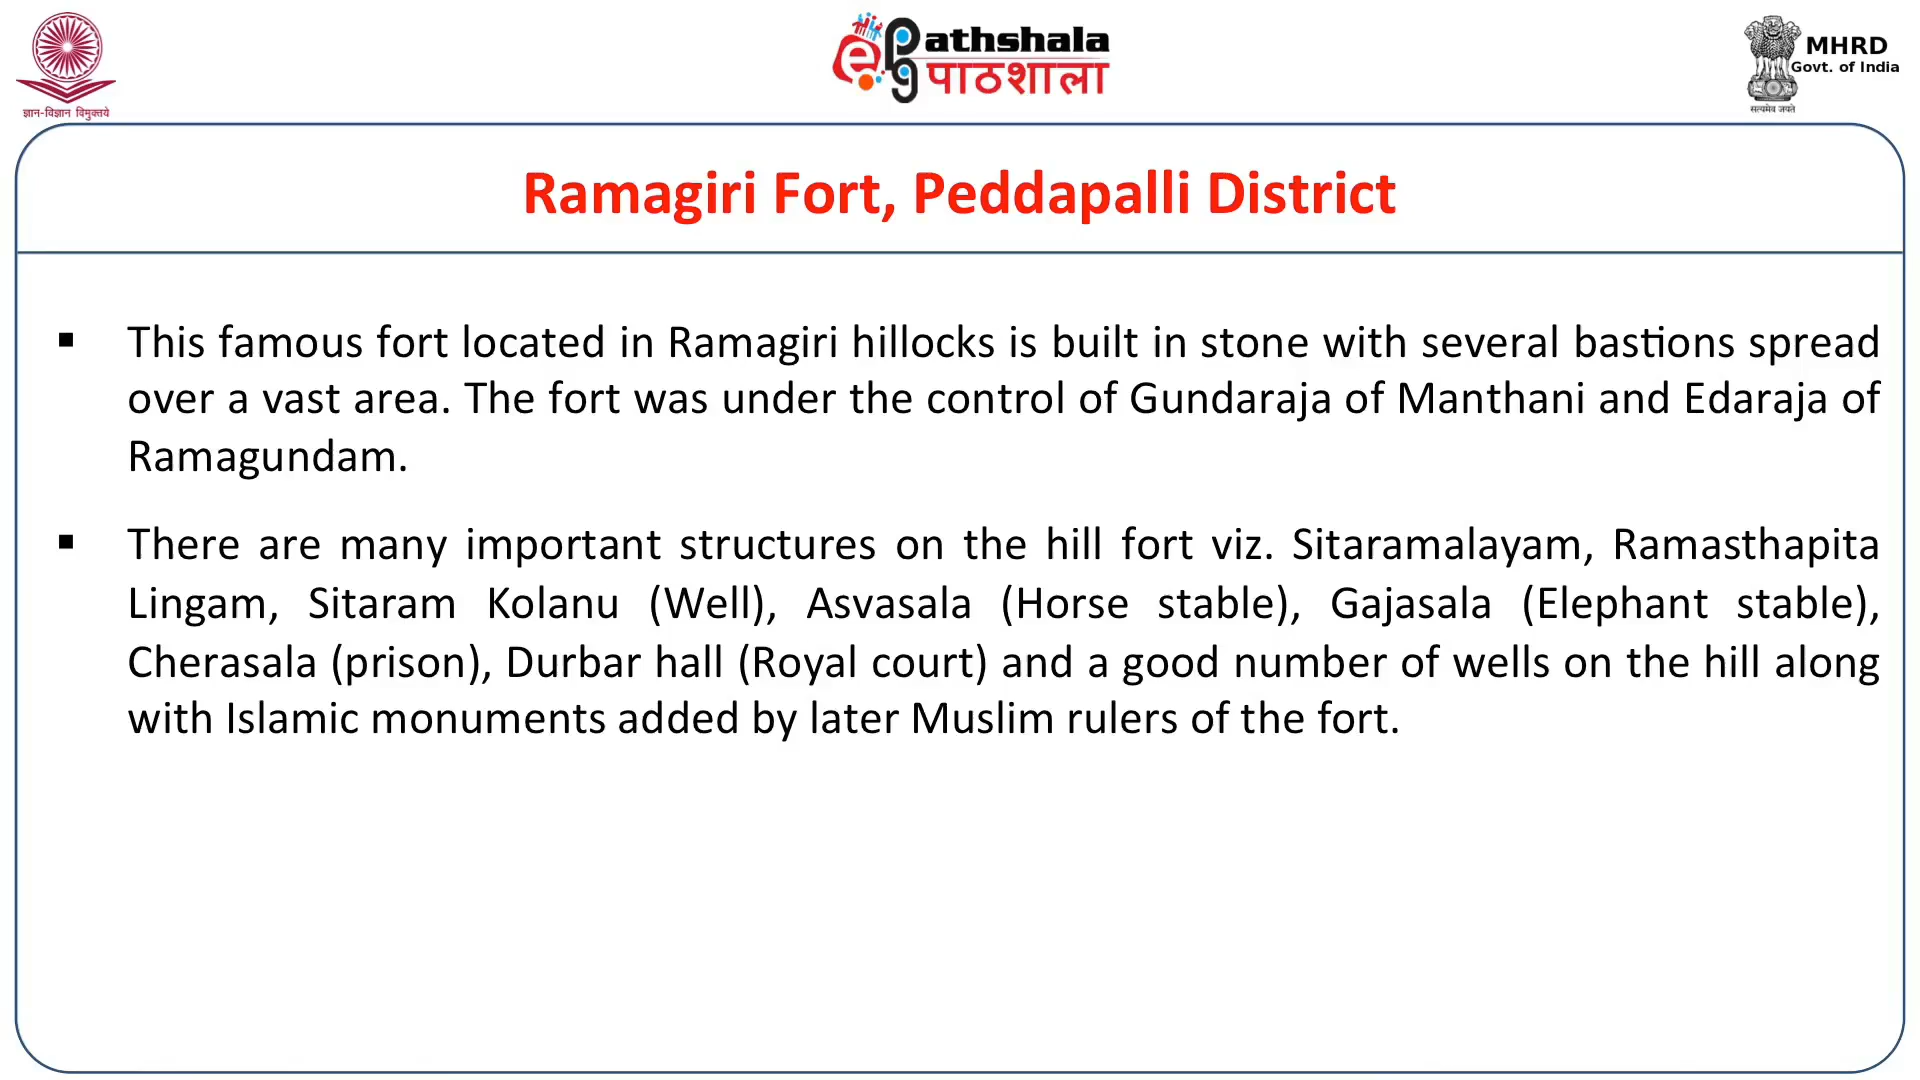 ज्ञान-विज्ञान विमुक्तये
ePG Pathshala
पाठशाला
MHRD
Govt. of India
सत्यमेव जयते
Ramagiri Fort, Peddapalli District
▪ This famous fort located in Ramagiri hillocks is built in stone with several bastions spread
over a vast area. The fort was under the control of Gundaraja of Manthani and Edaraja of
Ramagundam.
▪ There are many important structures on the hill fort viz. Sitaramalayam, Ramasthapita
Lingam, Sitaram Kolanu (Well), Asvasala (Horse stable), Gajasala (Elephant stable),
Cherasala (prison), Durbar hall (Royal court) and a good number of wells on the hill along
with Islamic monuments added by later Muslim rulers of the fort.